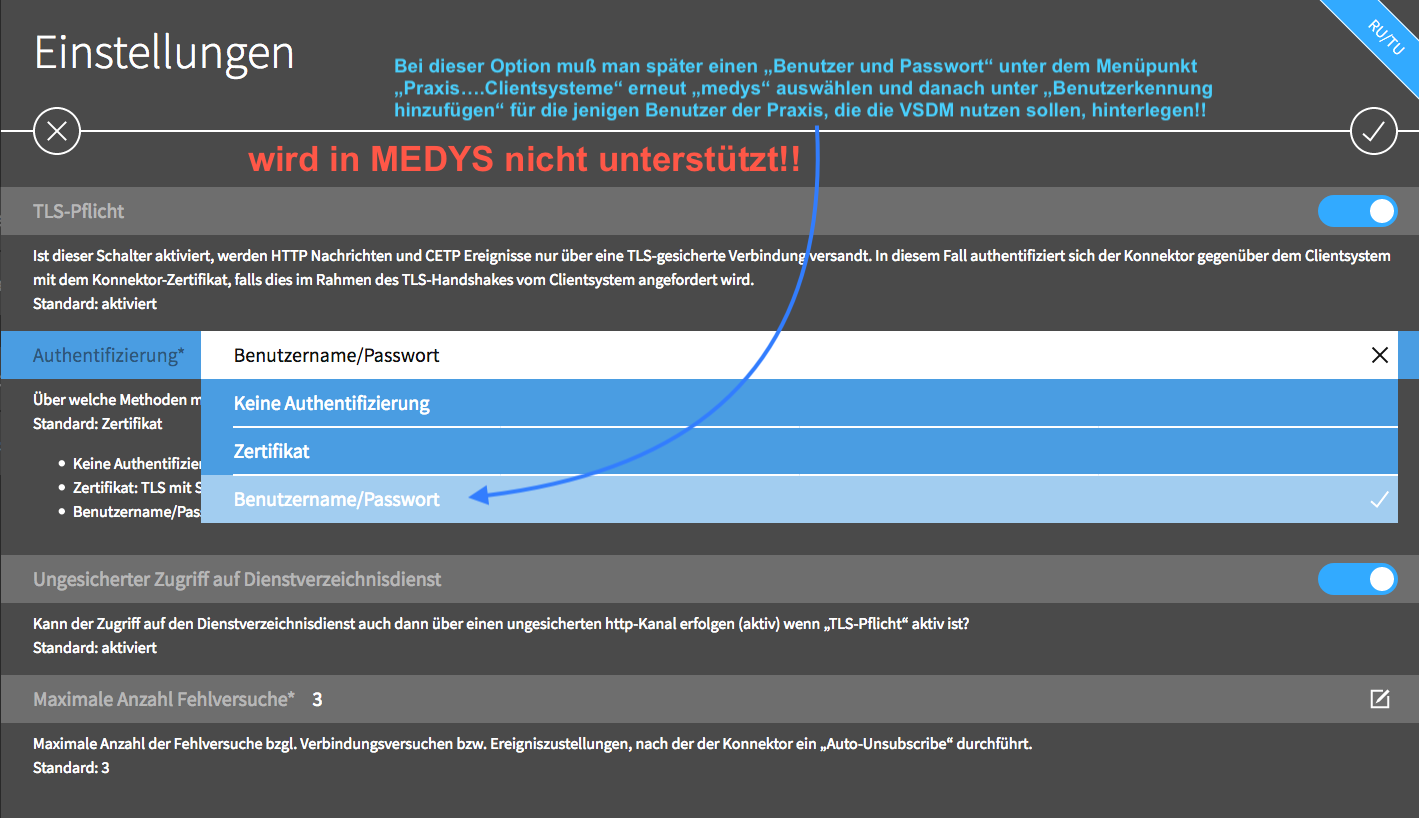 Einstellungen
RU/TU
Bei dieser Option muß man später einen „Benutzer und Passwort“ unter dem Menüpunkt
„Praxis....Clientsysteme“ erneut „medys“ auswählen und danach unter „Benutzerkennung
hinzufügen“ für die jenigen Benutzer der Praxis, die die VSDM nutzen sollen, hinterlegen!!
wird in MEDYS nicht unterstützt!!
TLS-Pflicht
Ist dieser Schalter aktiviert, werden HTTP Nachrichten und CETP Ereignisse nur über eine TLS-gesicherte Verbindung versandt. In diesem Fall authentifiziert sich der Konnektor gegenüber dem Clientsystem
mit dem Konnektor-Zertifikat, falls dies im Rahmen des TLS-Handshakes vom Clientsystem angefordert wird.
Standard: aktiviert
Authentifizierung* Benutzername/Passwort
Keine Authentifizierung
Zertifikat
Benutzername/Passwort
Über welche Methoden m
Standard: Zertifikat
• Keine Authentifizier
• Zertifikat: TLS mit S
• Benutzername/Pas
Ungesicherter Zugriff auf Dienstverzeichnisdienst
Kann der Zugriff auf den Dienstverzeichnisdienst auch dann über einen ungesicherten http-Kanal erfolgen (aktiv) wenn „TLS-Pflicht“ aktiv ist?
Standard: aktiviert
Maximale Anzahl Fehlversuche* 3
Maximale Anzahl der Fehlversuche bzgl. Verbindungsversuchen bzw. Ereigniszustellungen, nach der der Konnektor ein „Auto-Unsubscribe“ durchführt.
Standard: 3